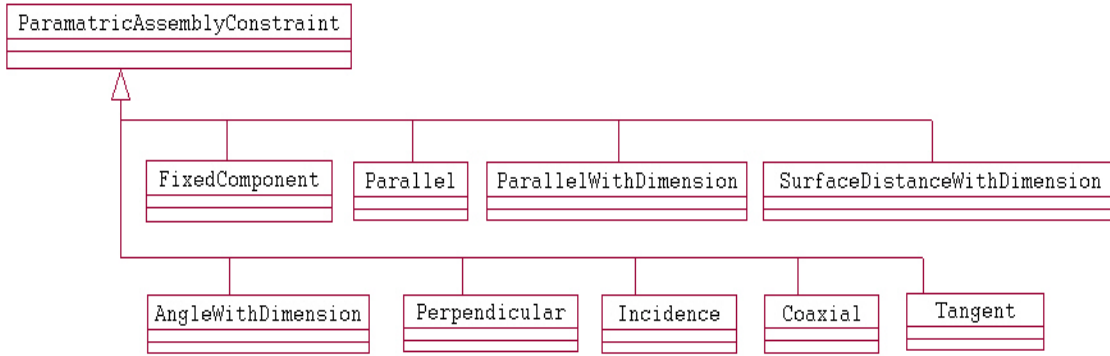 ParamatricAssemblyConstraint
FixedComponent
Parallel
ParallelWithDimension
SurfaceDistanceWithDimension
AngleWithDimension
Perpendicular
Incidence
Coaxial
Tangent